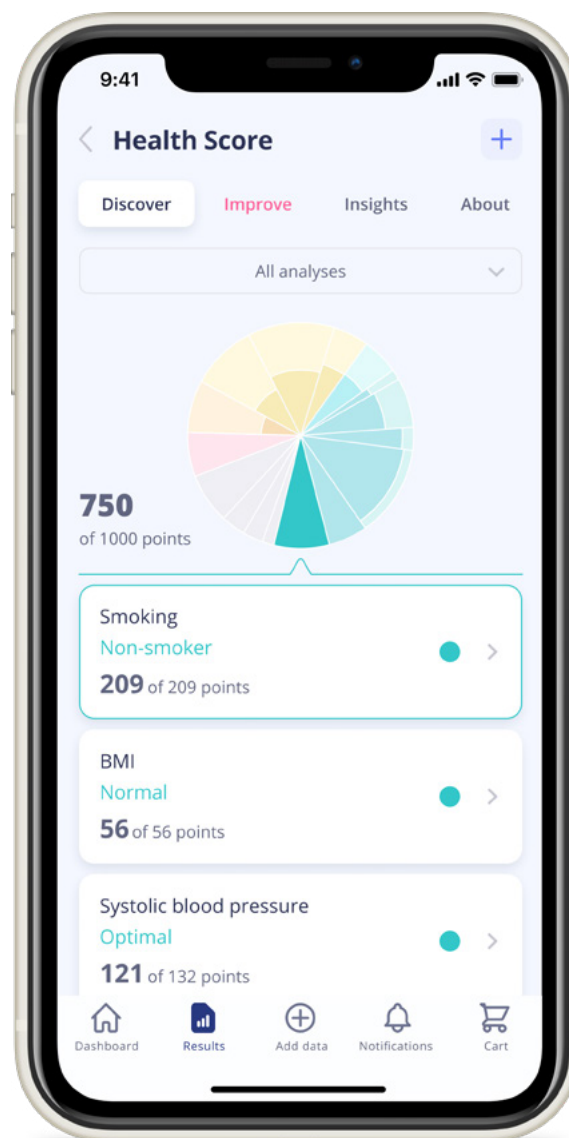 9:41
Health Score
Discover Improve Insights About
All analyses
750
of 1000 points
Smoking
Non-smoker
209 of 209 points
BMI
Normal
56 of 56 points
Systolic blood pressure
Optimal
121 of 132 points
Dashboard Results Add data Notifications Cart